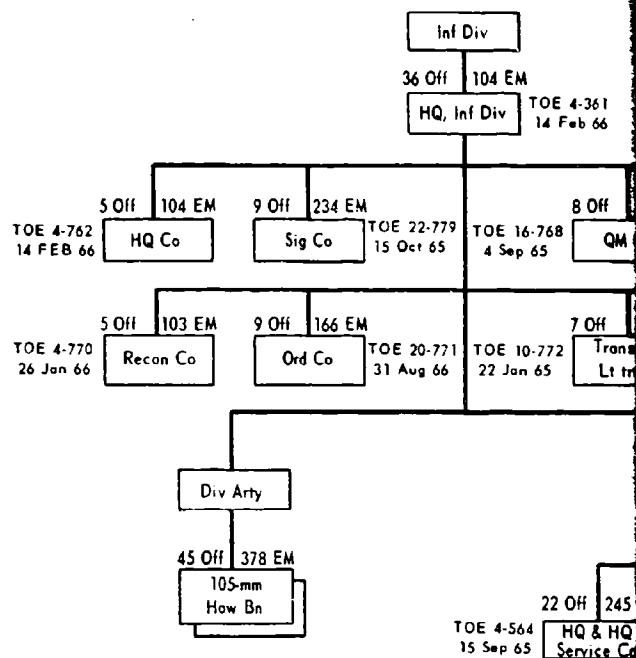 Inf Div
36 Off 104 EM
HQ, Inf Div
TOE 4-361
14 Feb 66
5 Off 104 EM
9 Off 234 EM
8 Off
TOE 4-762
14 FEB 66
HQ Co
Sig Co
TOE 22-779
15 Oct 65
TOE 16-768
4 Sep 65
QM
5 Off 103 EM
9 Off 166 EM
7 Off
TOE 4-770
26 Jan 66
Recon Co
Ord Co
TOE 20-771
31 Aug 66
TOE 10-772
22 Jan 65
Trans
Lt
Div Arty
45 Off 378 EM
105-mm
How Bn
22 Off 245
TOE 4-564
15 Sep 65
HQ & HQ
Service Co